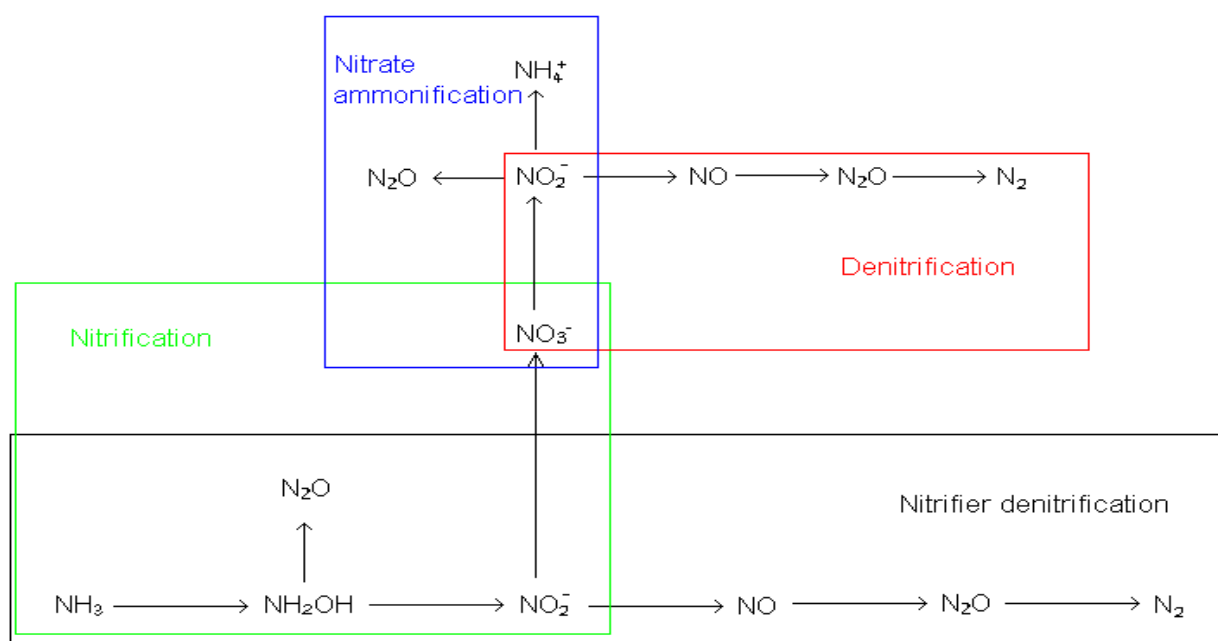 Nitrate
ammonification
NH₄⁺
N₂O NO₂⁻ NO N₂O N₂
Denitrification
Nitrification
NO₃⁻
N₂O
Nitrifier denitrification
NH₃ NH₂OH NO₂⁻ NO N₂O N₂